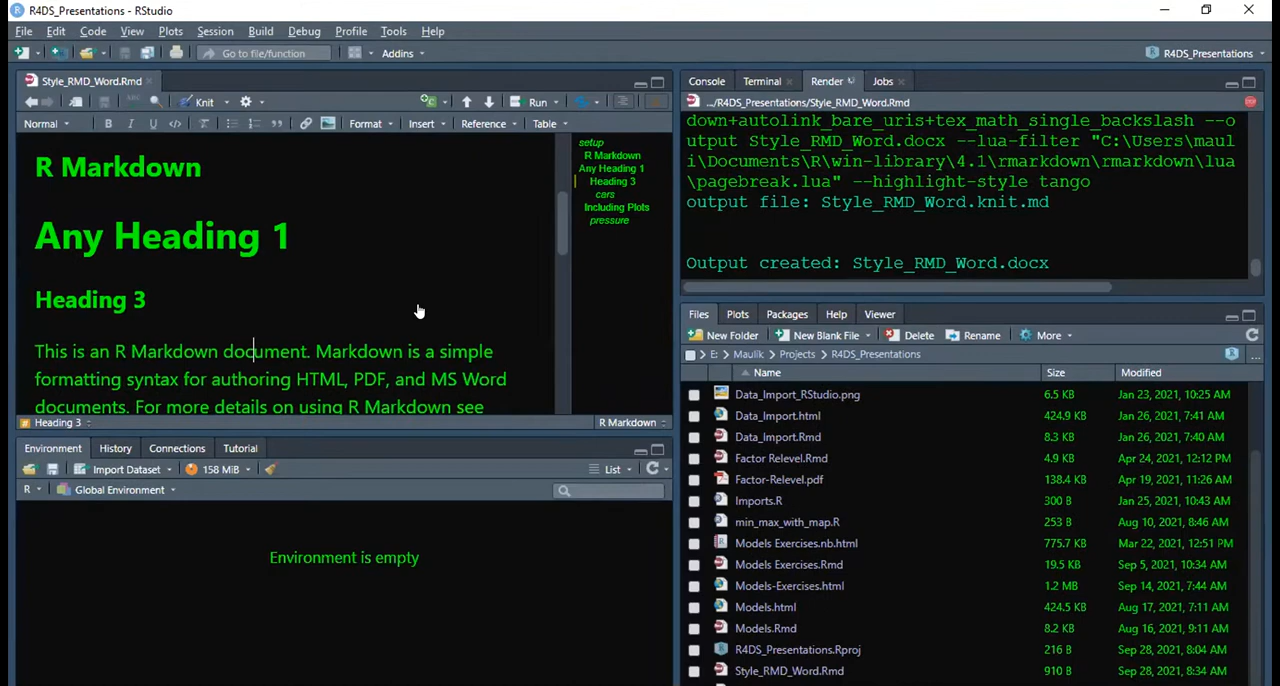 R4DS_Presentations - RStudio
File Edit Code View Plots Session Build Debug Profile Tools Help
Go to file/function Addins R4DS_Presentations
Style_RMD_Word.Rmd
Knit Run
Normal B I U </> Format Insert Reference Table
R Markdown
Any Heading 1
Heading 3
This is an R Markdown document. Markdown is a simple
formatting syntax for authoring HTML, PDF, and MS Word
documents. For more details on using R Markdown see
setup
R Markdown
Any Heading 1
Heading 3
cars
Including Plots
pressure
Heading 3 R Markdown
Console Terminal Render Jobs
.../R4DS_Presentations/Style_RMD_Word.Rmd
down+autolink_bare_uris+tex_math_single_backslash --o
utput Style_RMD_Word.docx --lua-filter "C:\Users\maul
i\Documents\R\win-library\4.1\rmarkdown\rmarkdown\lua
\pagebreak.lua" --highlight-style tango
output file: Style_RMD_Word.knit.md
Output created: Style_RMD_Word.docx
Environment History Connections Tutorial
Import Dataset 158 MiB List
R Global Environment
Environment is empty
Files Plots Packages Help Viewer
New Folder New Blank File Delete Rename More
E: Maulik Projects R4DS_Presentations
Name Size Modified
Data_Import_RStudio.png 6.5 KB Jan 23, 2021, 10:25 AM
Data_Import.html 424.9 KB Jan 26, 2021, 7:41 AM
Data_Import.Rmd 8.3 KB Jan 26, 2021, 7:40 AM
Factor Relevel.Rmd 4.9 KB Apr 24, 2021, 12:12 PM
Factor-Relevel.pdf 138.4 KB Apr 19, 2021, 11:26 AM
Imports.R 300 B Jan 25, 2021, 10:43 AM
min_max_with_map.R 253 B Aug 10, 2021, 8:46 AM
Models Exercises.nb.html 775.7 KB Mar 22, 2021, 12:51 PM
Models Exercises.Rmd 19.5 KB Sep 5, 2021, 10:34 AM
Models-Exercises.html 1.2 MB Sep 14, 2021, 7:44 AM
Models.html 424.5 KB Aug 17, 2021, 7:11 AM
Models.Rmd 8.2 KB Aug 16, 2021, 9:11 AM
R4DS_Presentations.Rproj 216 B Sep 28, 2021, 8:04 AM
Style_RMD_Word.Rmd 910 B Sep 28, 2021, 8:34 AM